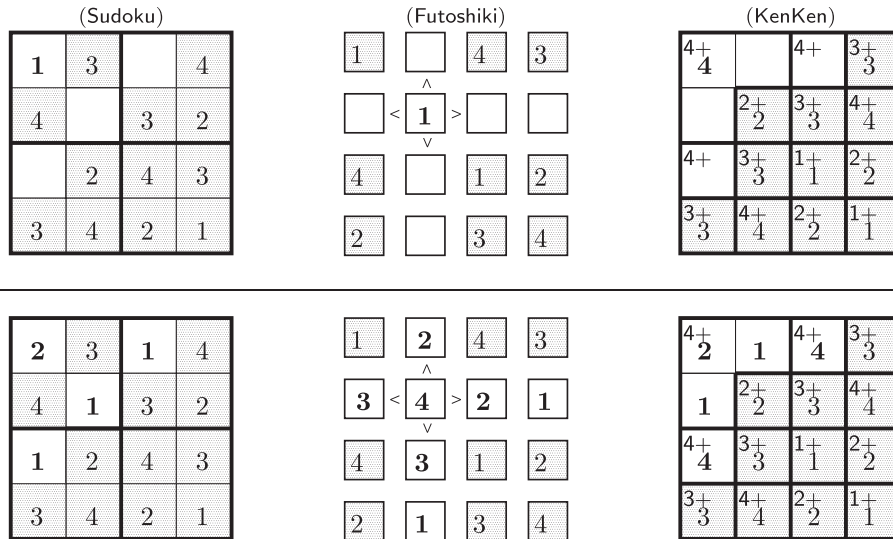 (Sudoku) (Futoshiki) (KenKen)
1 3 4
4 3 2
2 4 3
3 4 2 1
1 4 3
∧
< 1 >
∨
4 1 2
2 3 4
4+ 4 4+ 3+ 3
2+ 2 3+ 3 4+ 4
4+ 3+ 3 1+ 1 2+ 2
3+ 3 4+ 4 2+ 2 1+ 1
2 3 1 4
4 1 3 2
1 2 4 3
3 4 2 1
1 2 4 3
∧
3 < 4 > 2 1
∨
4 3 1 2
2 1 3 4
4+ 2 1 4+ 4 3+ 3
1 2+ 2 3+ 3 4+ 4
4+ 4 3+ 3 1+ 1 2+ 2
3+ 3 4+ 4 2+ 2 1+ 1